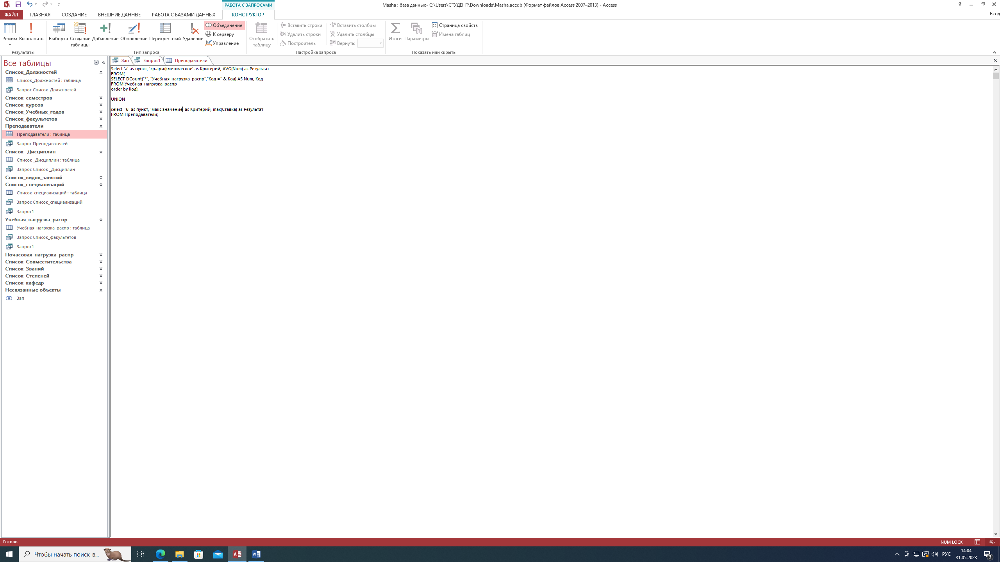 РАБОТА С ЗАПРОСАМИ
Masha : база данных- C:\Users\СТУДЕНТ\Downloads\Masha.accdb (Формат файлов Access 2007–2013) - Access
?
ФАЙЛ ГЛАВНАЯ СОЗДАНИЕ ВНЕШНИЕ ДАННЫЕ РАБОТА С БАЗАМИ ДАННЫХ КОНСТРУКТОР
Вход
Режим
Выполнить
Результаты
Выборка
Создание
таблицы
Добавление
Обновление
Перекрестный
Удаление
Объединение
К серверу
Управление
Тип запроса
Отобразить
таблицу
Вставить строки
Удалить строки
Построитель
Вставить столбцы
Удалить столбцы
Вернуть:
Настройка запроса
Итоги
Параметры
Страница свойств
Имена таблиц
Показать или скрыть
Все таблицы
Список_Должностей
Список_Должностей : таблица
Запрос Список_Должностей
Список_семестров
Список_курсов
Список_Учебных_годов
Список_факультетов
Преподаватели
Преподаватели : таблица
Запрос Преподавателей
Список _Дисциплин
Список _Дисциплин : таблица
Запрос Список _Дисциплин
Список_видов_занятий
Список_специализаций
Список_специализаций : таблица
Запрос Список_специализаций
Запрос1
Учебная_нагрузка_распр
Учебная_нагрузка_распр : таблица
Запрос Список_факультетов
Запрос1
Почасовая_нагрузка_распр
Список_Совместительства
Список_Званий
Список_Степеней
Список_кафедр
Несвязанные объекты
Зап
Зап Запрос1 Преподаватели
Select 'а' as пункт, 'ср.арифметическое' as Критерий, AVG(Num) as Результат
FROM(
SELECT DCount("*", "Учебная_нагрузка_распр","Код =" & Код) AS Num, Код
FROM Учебная_нагрузка_распр
order by Код);
UNION
select  'б' as пункт, 'макс.значение' as Критерий, max(Ставка) as Результат
FROM Преподаватели;
Готово
NUM LOCK
SQL
Чтобы начать поиск, в...
РУС
14:04
31.05.2023
3